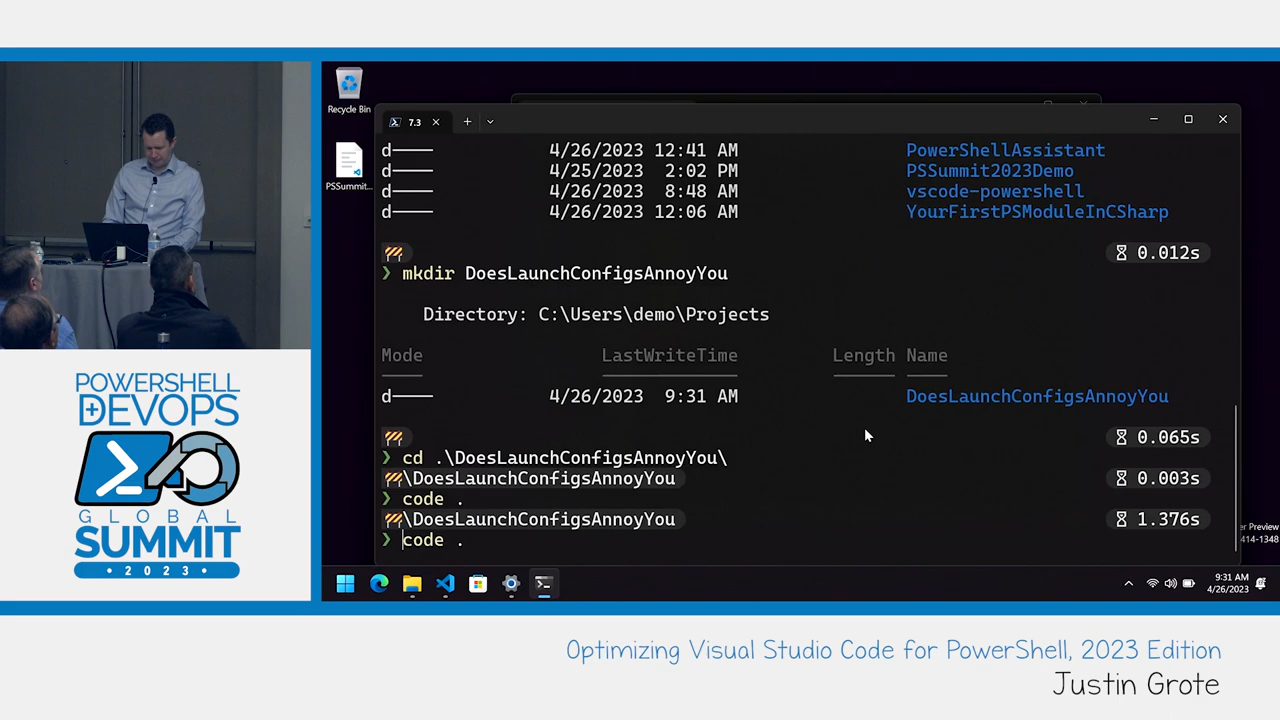 Recycle Bin
PSSummit...
7.3
d---- 4/26/2023 12:41 AM PowerShellAssistant
d---- 4/25/2023 2:02 PM PSSummit2023Demo
d---- 4/26/2023 8:48 AM vscode-powershell
d---- 4/26/2023 12:06 AM YourFirstPSModuleInCSharp
0.012s
❯ mkdir DoesLaunchConfigsAnnoyYou
Directory: C:\Users\demo\Projects
Mode LastWriteTime Length Name
d---- 4/26/2023 9:31 AM DoesLaunchConfigsAnnoyYou
0.065s
❯ cd .\DoesLaunchConfigsAnnoyYou\
\DoesLaunchConfigsAnnoyYou 0.003s
❯ code .
\DoesLaunchConfigsAnnoyYou 1.376s
❯ code .
er Preview
414-1348
9:31 AM
4/26/2023
POWERSHELL
+DEVOPS
GLOBAL
SUMMIT
• 2023 •
Optimizing Visual Studio Code for PowerShell, 2023 Edition
Justin Grote